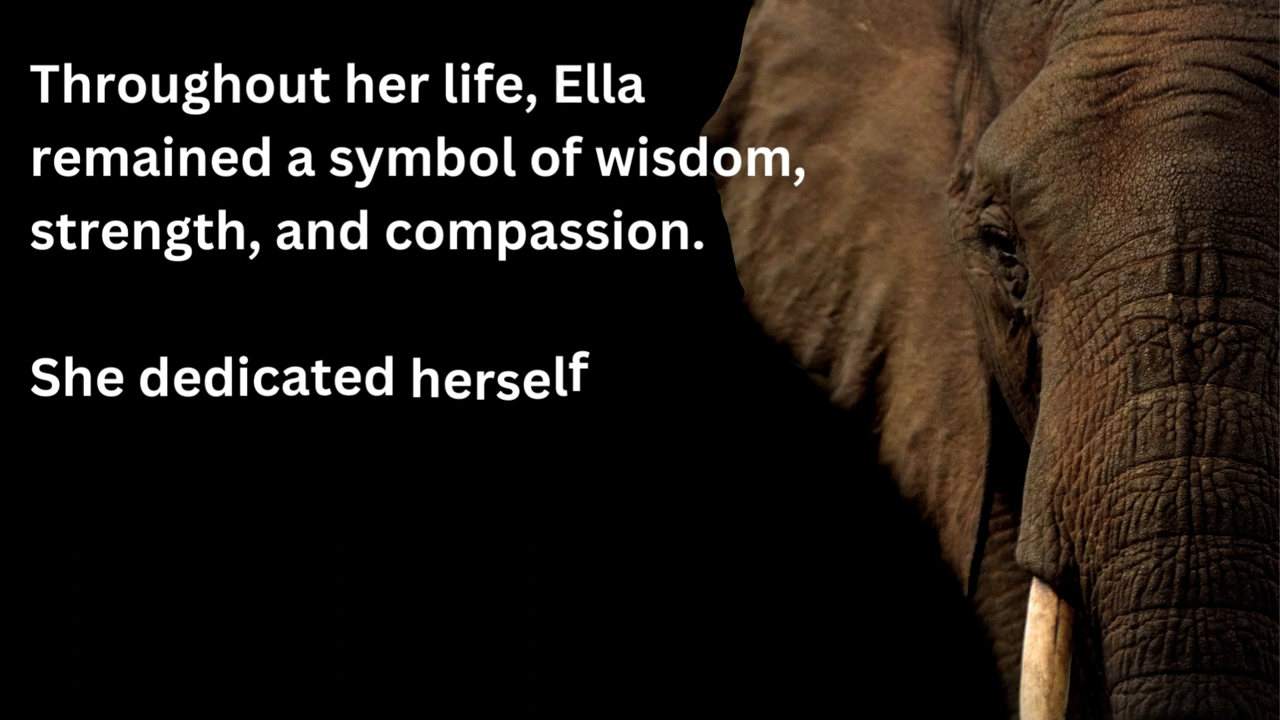 Throughout her life, Ella
remained a symbol of wisdom,
strength, and compassion.
She dedicated herself